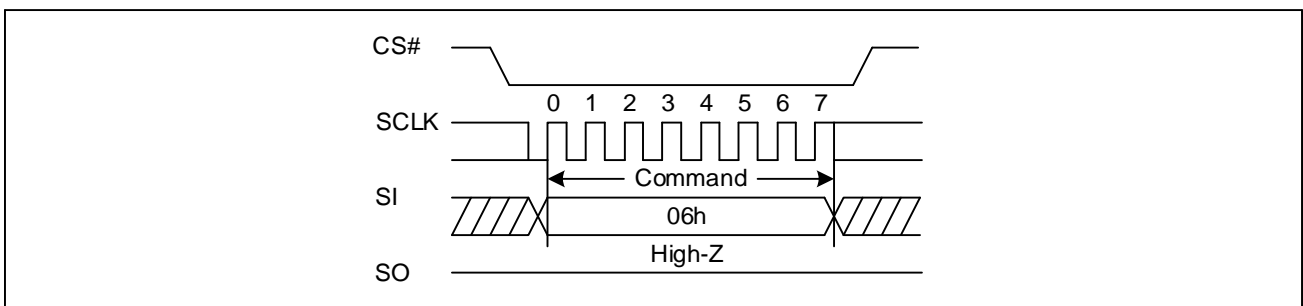 CS#
0 1 2 3 4 5 6 7
SCLK
Command
SI
06h
High-Z
SO